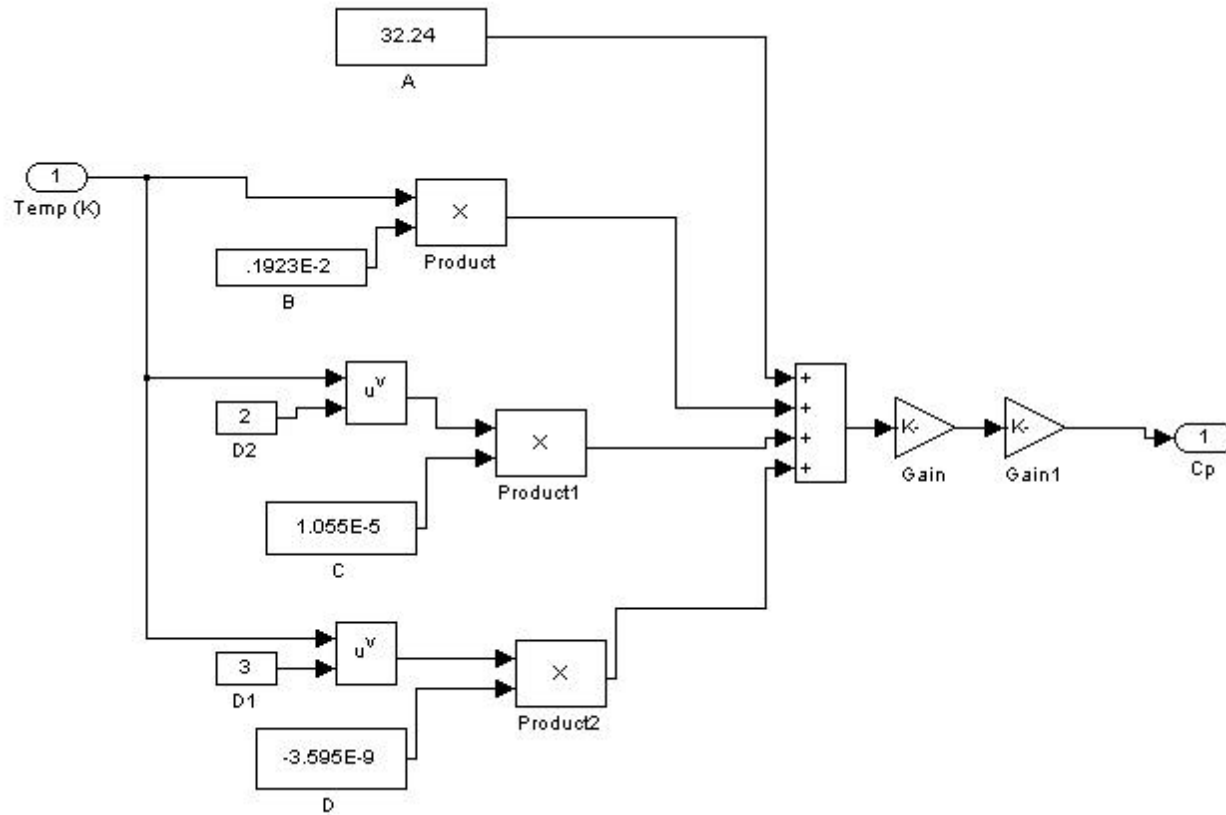 32.24
A
1
Temp (K)
×
Product
.1923E-2
B
u^v
2
D2
×
Product1
1.055E-5
C
+
+
+
+
K-
Gain
K-
Gain1
1
Cp
u^v
3
D1
×
Product2
-3.595E-9
D